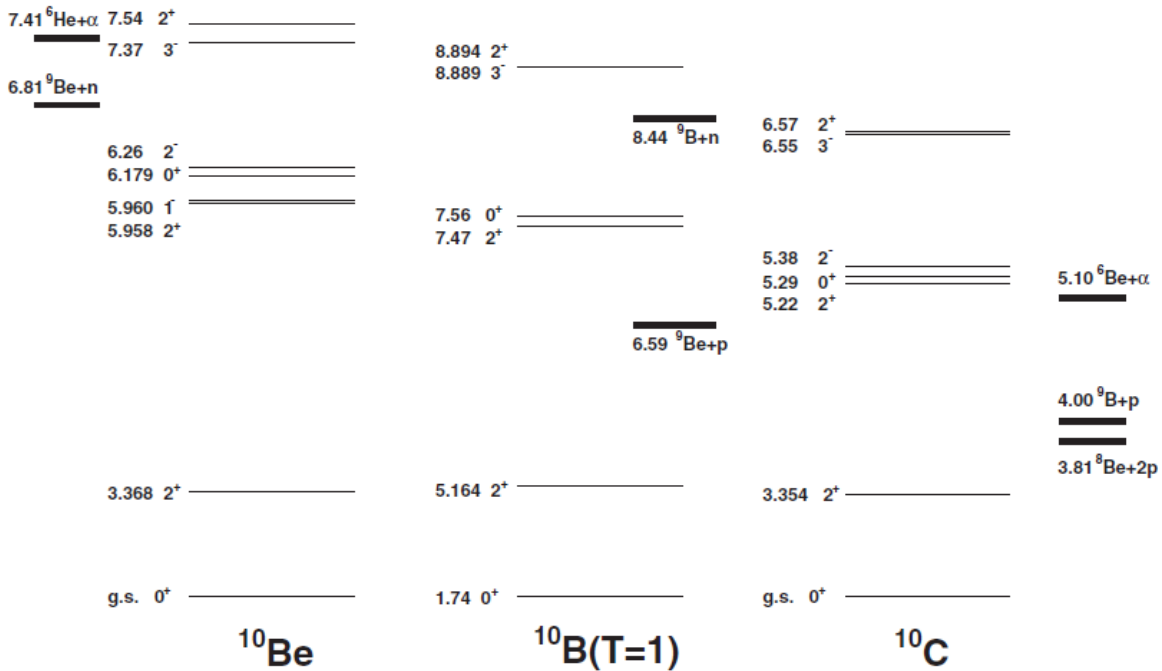 7.41 ⁶He+α
7.54 2⁺
7.37 3⁻
6.81 ⁹Be+n
6.26 2⁻
6.179 0⁺
5.960 1⁻
5.958 2⁺
3.368 2⁺
g.s. 0⁺
¹⁰Be
8.894 2⁺
8.889 3⁻
8.44 ⁹B+n
7.56 0⁺
7.47 2⁺
6.59 ⁹Be+p
5.164 2⁺
1.74 0⁺
¹⁰B(T=1)
6.57 2⁺
6.55 3⁻
5.38 2⁻
5.29 0⁺
5.22 2⁺
5.10 ⁶Be+α
4.00 ⁹B+p
3.81 ⁸Be+2p
3.354 2⁺
g.s. 0⁺
¹⁰C